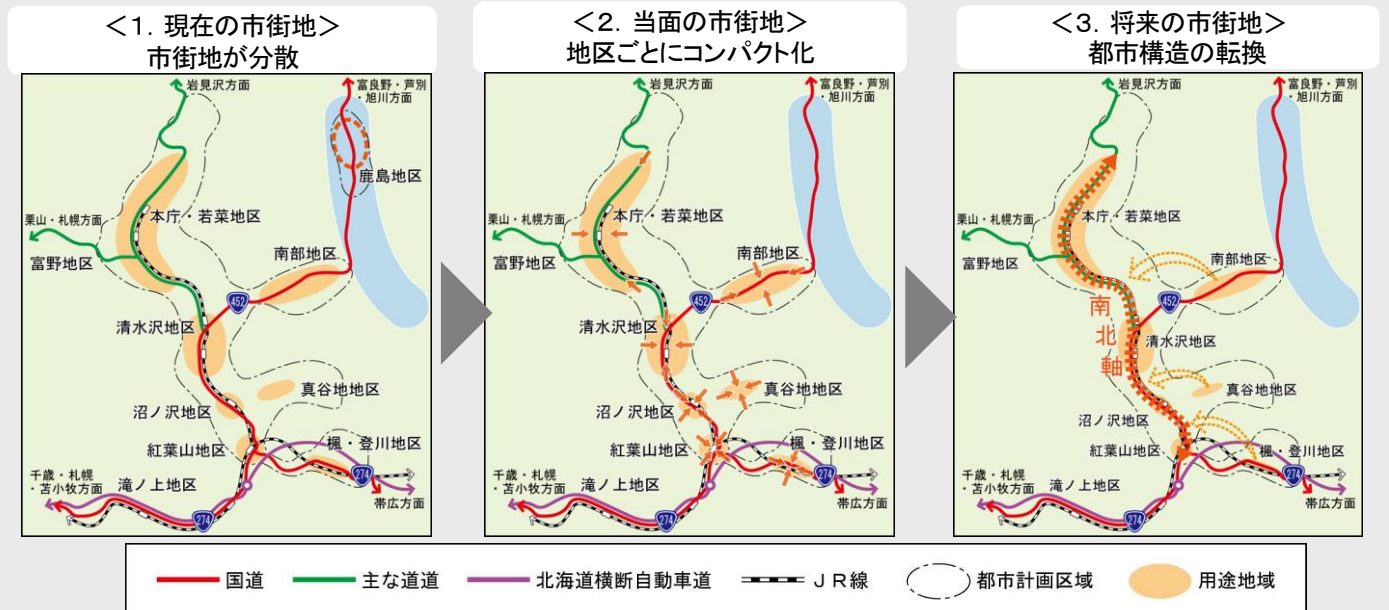 ＜1．現在の市街地＞
市街地が分散
岩見沢方面
富良野・芦別
・旭川方面
鹿島地区
本庁・若菜地区
栗山・札幌方面
富野地区
南部地区
452
清水沢地区
真谷地地区
沼ノ沢地区
紅葉山地区
楓・登川地区
274
千歳・札幌
・苫小牧方面
滝ノ上地区
帯広方面
274
＜2．当面の市街地＞
地区ごとにコンパクト化
岩見沢方面
富良野・芦別
・旭川方面
本庁・若菜地区
栗山・札幌方面
富野地区
南部地区
452
清水沢地区
真谷地地区
沼ノ沢地区
紅葉山地区
楓・登川地区
274
千歳・札幌
・苫小牧方面
滝ノ上地区
帯広方面
274
＜3．将来の市街地＞
都市構造の転換
岩見沢方面
富良野・芦別
・旭川方面
本庁・若菜地区
栗山・札幌方面
富野地区
南部地区
452
南北軸
清水沢地区
真谷地地区
沼ノ沢地区
紅葉山地区
楓・登川地区
274
千歳・札幌
・苫小牧方面
滝ノ上地区
帯広方面
274
国道
主な道道
北海道横断自動車道
ＪＲ線
都市計画区域
用途地域